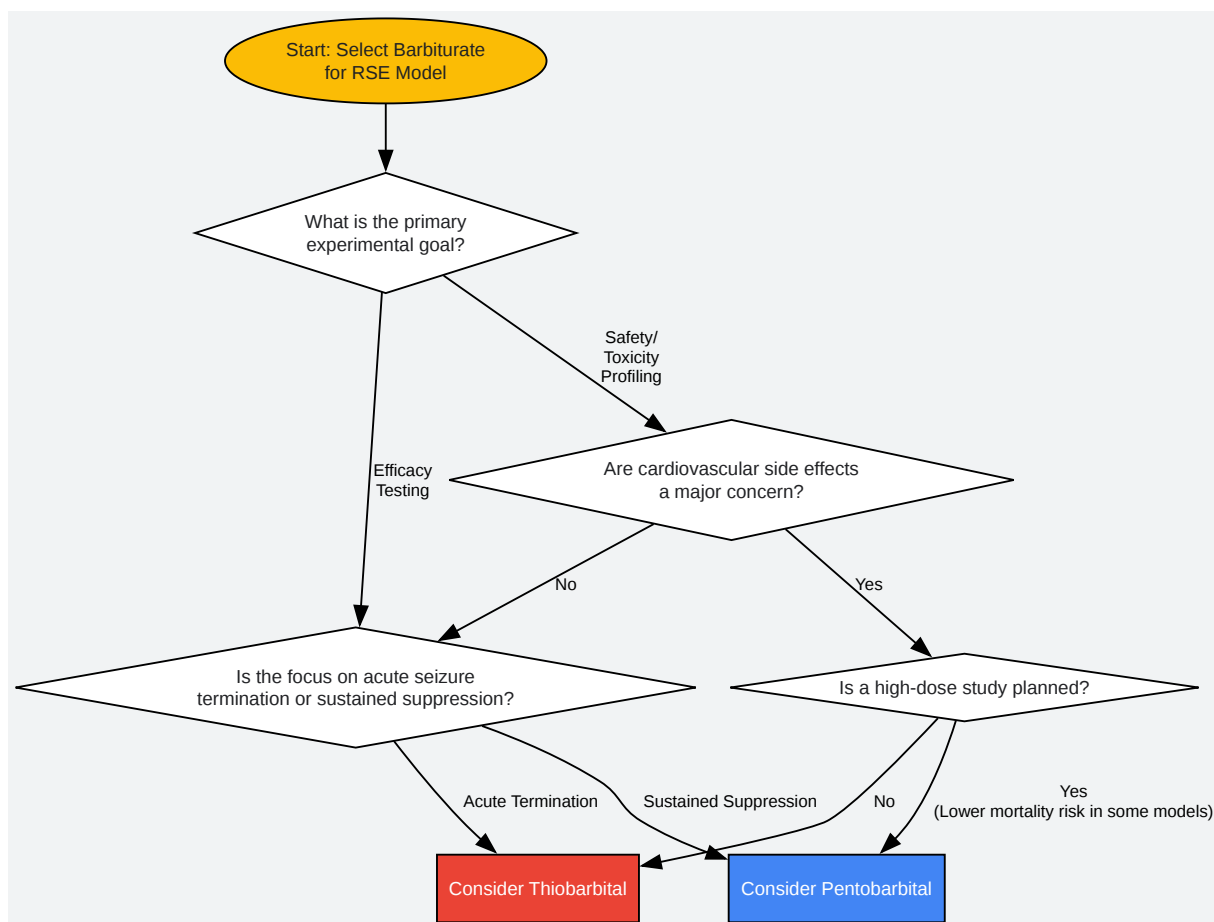 Start: Select Barbiturate
for RSE Model
What is the primary
experimental goal?
Safety/
Toxicity
Profiling
Efficacy
Testing
Are cardiovascular side effects
a major concern?
No
Yes
Is the focus on acute seizure
termination or sustained suppression?
Is a high-dose study planned?
Acute Termination
Sustained Suppression
No
Yes
(Lower mortality risk in some models)
Consider Thiobarbital
Consider Pentobarbital